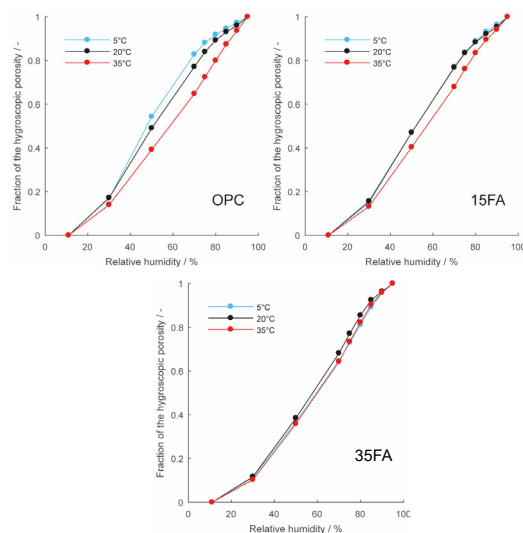 Fraction of the hygroscopic porosity / -
1
0.8
0.6
0.4
0.2
0
5°C
20°C
35°C
OPC
0 20 40 60 80 100
Relative humidity / %
Fraction of the hygroscopic porosity / -
1
0.8
0.6
0.4
0.2
0
5°C
20°C
35°C
15FA
0 20 40 60 80 100
Relative humidity / %
Fraction of the hygroscopic porosity / -
1
0.8
0.6
0.4
0.2
0
5°C
20°C
35°C
35FA
0 20 40 60 80 100
Relative humidity / %